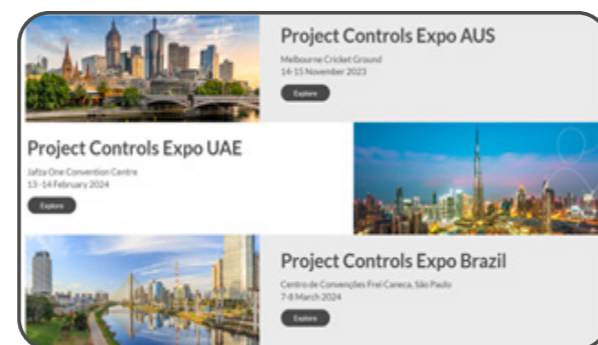 Project Controls Expo AUS
Melbourne Cricket Ground
14-15 November 2023
Explore
Project Controls Expo UAE
Jafza One Convention Centre
13-14 February 2024
Explore
Project Controls Expo Brazil
Centro de Convenções Frei Caneca, São Paulo
7-8 March 2024
Explore